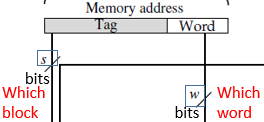 Memory address
Tag Word
s
bits
Which
block
w
bits
Which
word